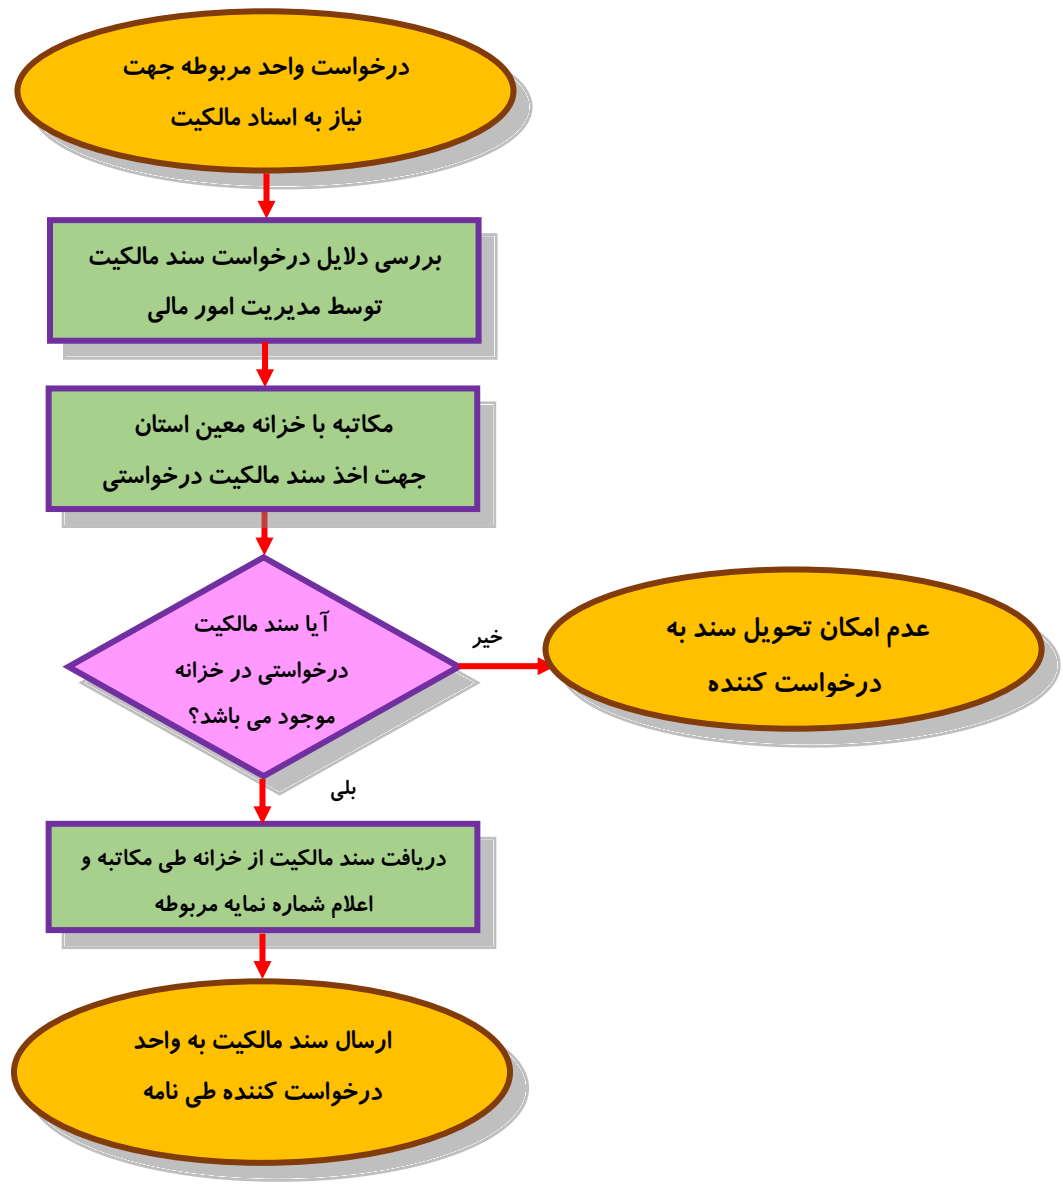 درخواست واحد مربوطه جهت
نیاز به اسناد مالکیت
بررسی دلایل درخواست سند مالکیت
توسط مدیریت امور مالی
مکاتبه با خزانه معین استان
جهت اخذ سند مالکیت درخواستی
آیا سند مالکیت
درخواستی در خزانه
موجود می باشد؟
خیر
عدم امکان تحویل سند به
درخواست کننده
بلی
دریافت سند مالکیت از خزانه طی مکاتبه و
اعلام شماره نمایه مربوطه
ارسال سند مالکیت به واحد
درخواست کننده طی نامه